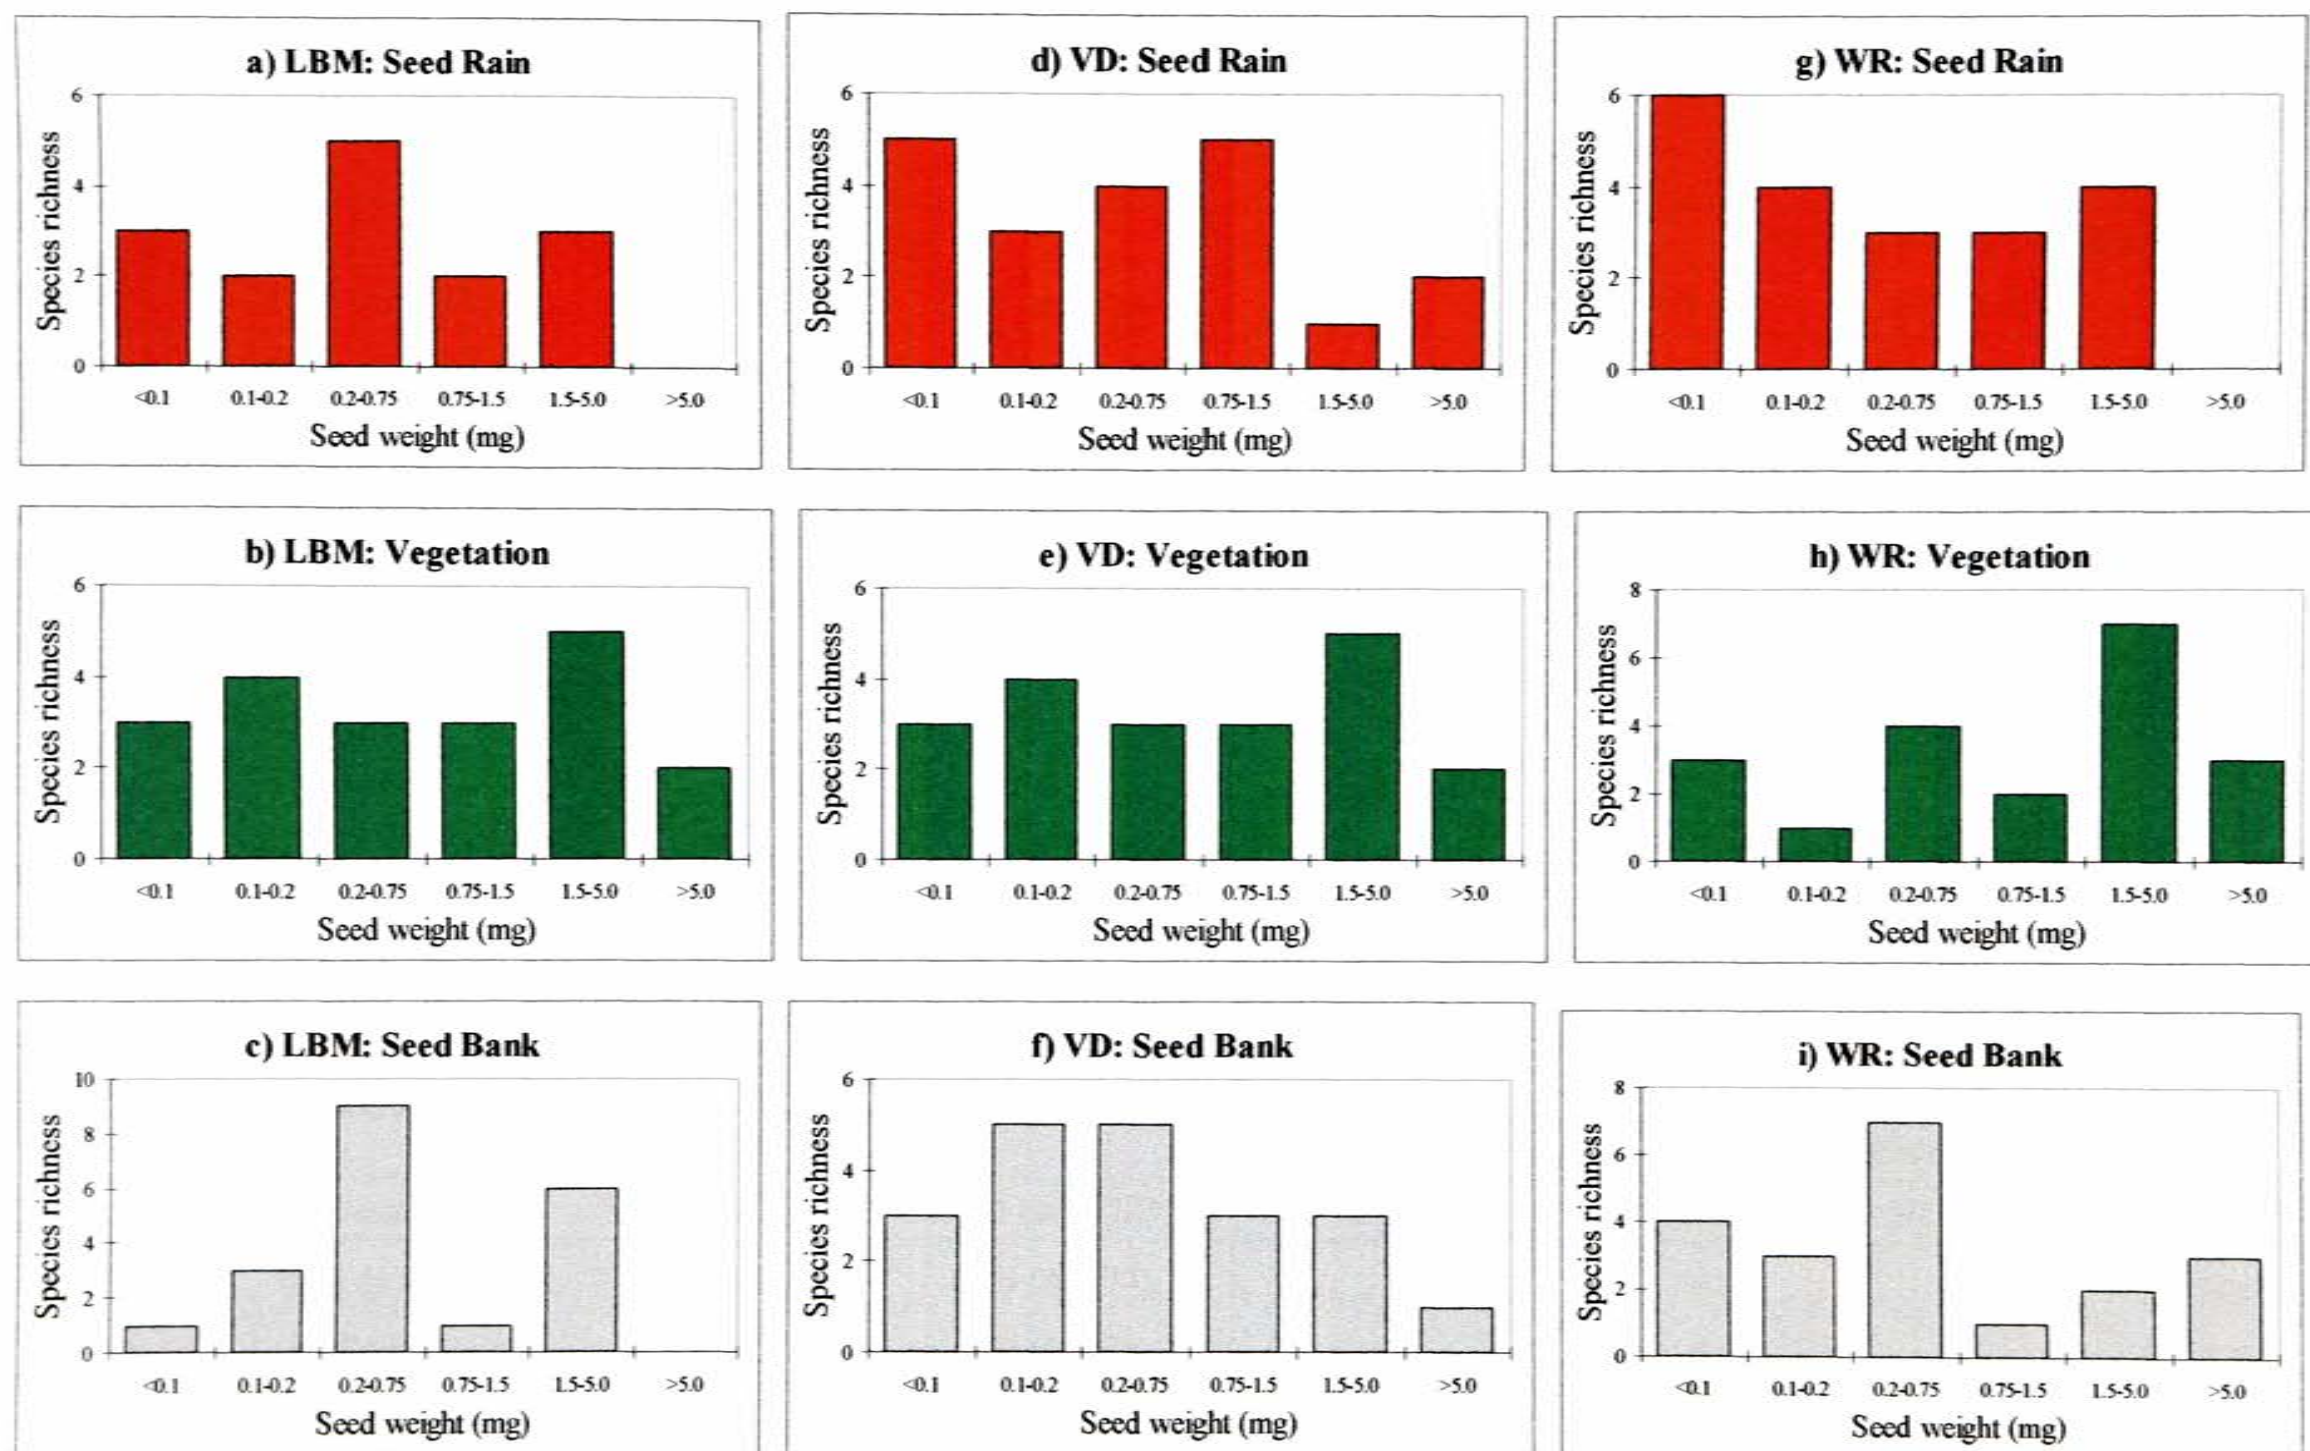 a) LBM: Seed Rain
Species richness
6
4
2
0
<0.1 0.1-0.2 0.2-0.75 0.75-1.5 1.5-5.0 >5.0
Seed weight (mg)
d) VD: Seed Rain
Species richness
6
4
2
0
<0.1 0.1-0.2 0.2-0.75 0.75-1.5 1.5-5.0 >5.0
Seed weight (mg)
g) WR: Seed Rain
Species richness
6
4
2
0
<0.1 0.1-0.2 0.2-0.75 0.75-1.5 1.5-5.0 >5.0
Seed weight (mg)
b) LBM: Vegetation
Species richness
6
4
2
0
<0.1 0.1-0.2 0.2-0.75 0.75-1.5 1.5-5.0 >5.0
Seed weight (mg)
e) VD: Vegetation
Species richness
6
4
2
0
<0.1 0.1-0.2 0.2-0.75 0.75-1.5 1.5-5.0 >5.0
Seed weight (mg)
h) WR: Vegetation
Species richness
8
6
4
2
0
<0.1 0.1-0.2 0.2-0.75 0.75-1.5 1.5-5.0 >5.0
Seed weight (mg)
c) LBM: Seed Bank
Species richness
10
8
6
4
2
0
<0.1 0.1-0.2 0.2-0.75 0.75-1.5 1.5-5.0 >5.0
Seed weight (mg)
f) VD: Seed Bank
Species richness
6
4
2
0
<0.1 0.1-0.2 0.2-0.75 0.75-1.5 1.5-5.0 >5.0
Seed weight (mg)
i) WR: Seed Bank
Species richness
8
6
4
2
0
<0.1 0.1-0.2 0.2-0.75 0.75-1.5 1.5-5.0 >5.0
Seed weight (mg)